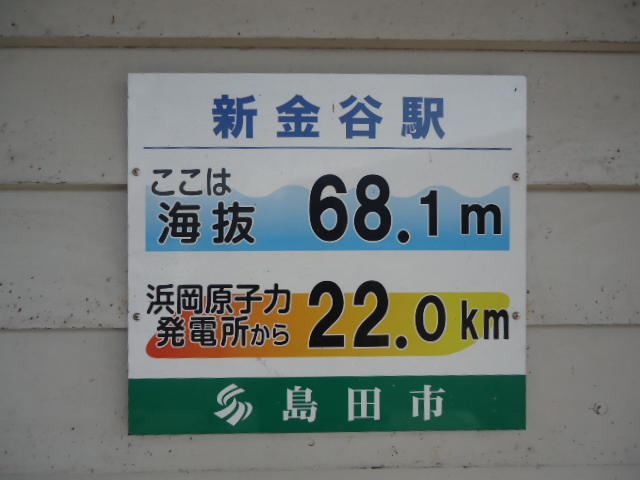 新金谷駅
ここは
海抜 68.1m
浜岡原子力
発電所から 22.0km
島田市